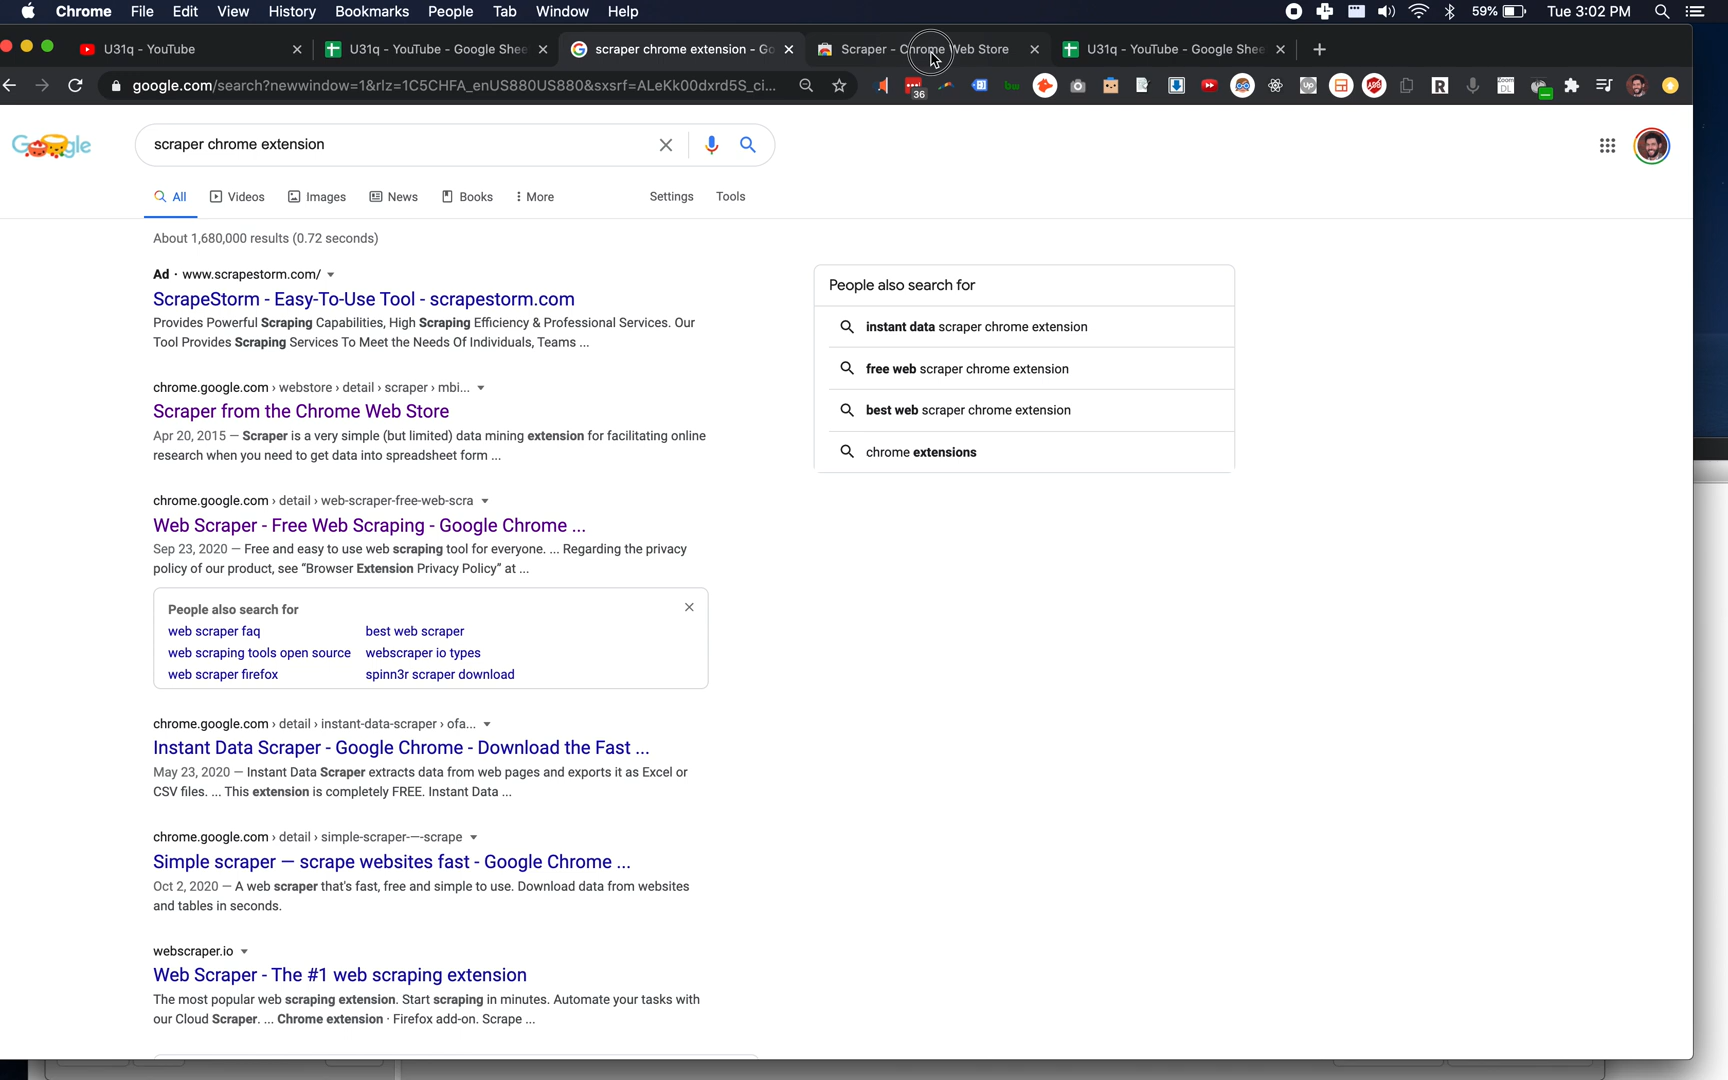 Chrome File Edit View History Bookmarks People Tab Window Help 59% Tue 3:02 PM
U31q - YouTube U31q - YouTube - Google Shee scraper chrome extension - Go Scraper - Chrome Web Store U31q - YouTube - Google Shee
google.com/search?newwindow=1&rlz=1C5CHFA_enUS880US880&sxsrf=ALeKk00dxrd5S_ci... 36 bw up ABP R Zoom DL
Google scraper chrome extension
All Videos Images News Books More Settings Tools
About 1,680,000 results (0.72 seconds)
Ad · www.scrapestorm.com/
ScrapeStorm - Easy-To-Use Tool - scrapestorm.com
Provides Powerful Scraping Capabilities, High Scraping Efficiency & Professional Services. Our
Tool Provides Scraping Services To Meet the Needs Of Individuals, Teams ...
chrome.google.com › webstore › detail › scraper › mbi...
Scraper from the Chrome Web Store
Apr 20, 2015 — Scraper is a very simple (but limited) data mining extension for facilitating online
research when you need to get data into spreadsheet form ...
chrome.google.com › detail › web-scraper-free-web-scra
Web Scraper - Free Web Scraping - Google Chrome ...
Sep 23, 2020 — Free and easy to use web scraping tool for everyone. ... Regarding the privacy
policy of our product, see “Browser Extension Privacy Policy” at ...
People also search for
web scraper faq best web scraper
web scraping tools open source webscraper io types
web scraper firefox spinn3r scraper download
chrome.google.com › detail › instant-data-scraper › ofa...
Instant Data Scraper - Google Chrome - Download the Fast ...
May 23, 2020 — Instant Data Scraper extracts data from web pages and exports it as Excel or
CSV files. ... This extension is completely FREE. Instant Data ...
chrome.google.com › detail › simple-scraper-—-scrape
Simple scraper — scrape websites fast - Google Chrome ...
Oct 2, 2020 — A web scraper that's fast, free and simple to use. Download data from websites
and tables in seconds.
webscraper.io
Web Scraper - The #1 web scraping extension
The most popular web scraping extension. Start scraping in minutes. Automate your tasks with
our Cloud Scraper. ... Chrome extension · Firefox add-on. Scrape ...
People also search for
instant data scraper chrome extension
free web scraper chrome extension
best web scraper chrome extension
chrome extensions